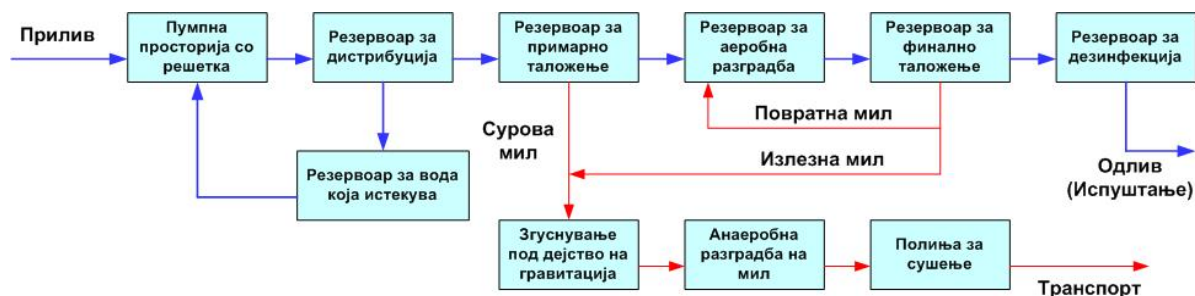 Прилив
Пумпна
просторија со
решетка
Резервоар за
дистрибуција
Резервоар за
примарно
таложење
Резервоар за
аеробна
разградба
Резервоар за
финално
таложење
Резервоар за
дезинфекција
Повратна мил
Сурова
мил
Излезна мил
Резервоар за вода
која истекува
Одлив
(Испуштање)
Згуснување
под дејство на
гравитација
Анаеробна
разградба на
мил
Полиња за
сушење
Транспорт